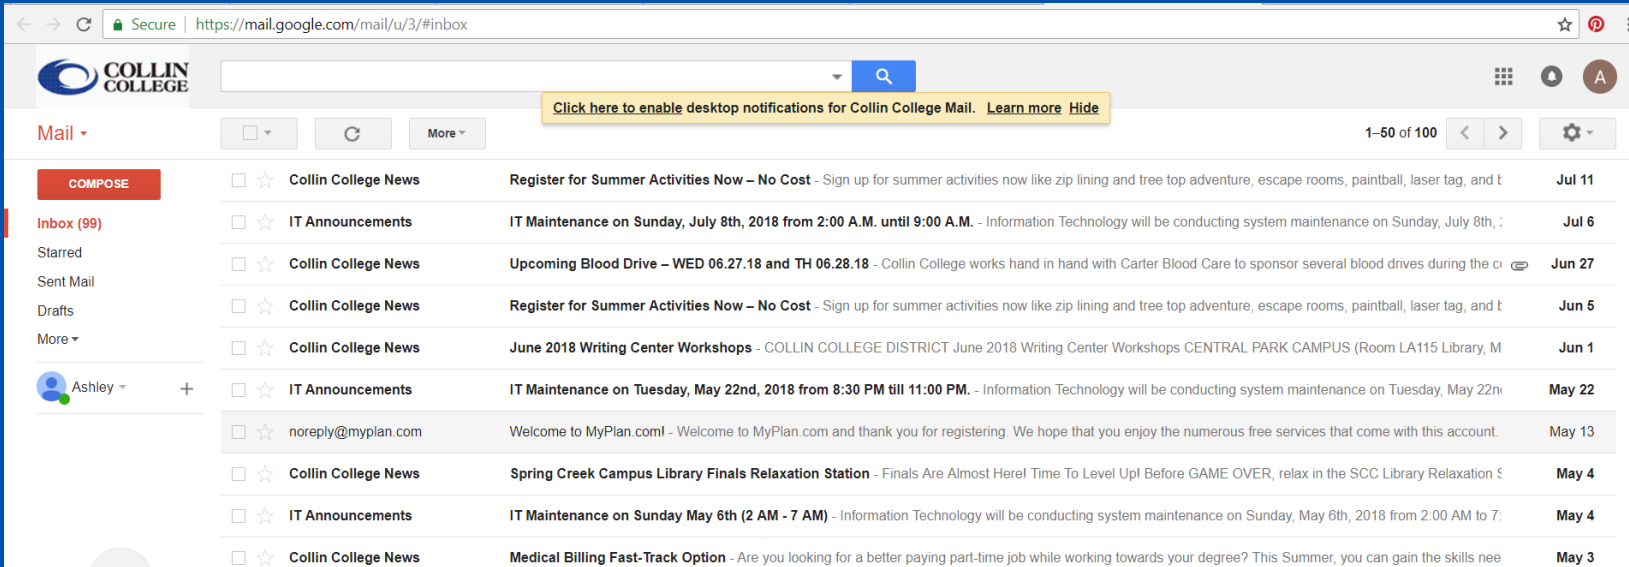 Secure | https://mail.google.com/mail/u/3/#inbox
COLLIN
COLLEGE
A
Click here to enable desktop notifications for Collin College Mail. Learn more Hide
Mail More 1–50 of 100
COMPOSE
Inbox (99)
Starred
Sent Mail
Drafts
More
Ashley +
Collin College News Register for Summer Activities Now – No Cost - Sign up for summer activities now like zip lining and tree top adventure, escape rooms, paintball, laser tag, and Jul 11
IT Announcements IT Maintenance on Sunday, July 8th, 2018 from 2:00 A.M. until 9:00 A.M. - Information Technology will be conducting system maintenance on Sunday, July 8th, Jul 6
Collin College News Upcoming Blood Drive – WED 06.27.18 and TH 06.28.18 - Collin College works hand in hand with Carter Blood Care to sponsor several blood drives during the Jun 27
Collin College News Register for Summer Activities Now – No Cost - Sign up for summer activities now like zip lining and tree top adventure, escape rooms, paintball, laser tag, and Jun 5
Collin College News June 2018 Writing Center Workshops - COLLIN COLLEGE DISTRICT June 2018 Writing Center Workshops CENTRAL PARK CAMPUS (Room LA115 Library, M Jun 1
IT Announcements IT Maintenance on Tuesday, May 22nd, 2018 from 8:30 PM till 11:00 PM. - Information Technology will be conducting system maintenance on Tuesday, May 22n May 22
noreply@myplan.com Welcome to MyPlan.com! - Welcome to MyPlan.com and thank you for registering. We hope that you enjoy the numerous free services that come with this account. May 13
Collin College News Spring Creek Campus Library Finals Relaxation Station - Finals Are Almost Here! Time To Level Up! Before GAME OVER, relax in the SCC Library Relaxation May 4
IT Announcements IT Maintenance on Sunday May 6th (2 AM - 7 AM) - Information Technology will be conducting system maintenance on Sunday, May 6th, 2018 from 2:00 AM to 7: May 4
Collin College News Medical Billing Fast-Track Option - Are you looking for a better paying part-time job while working towards your degree? This Summer, you can gain the skills nee May 3